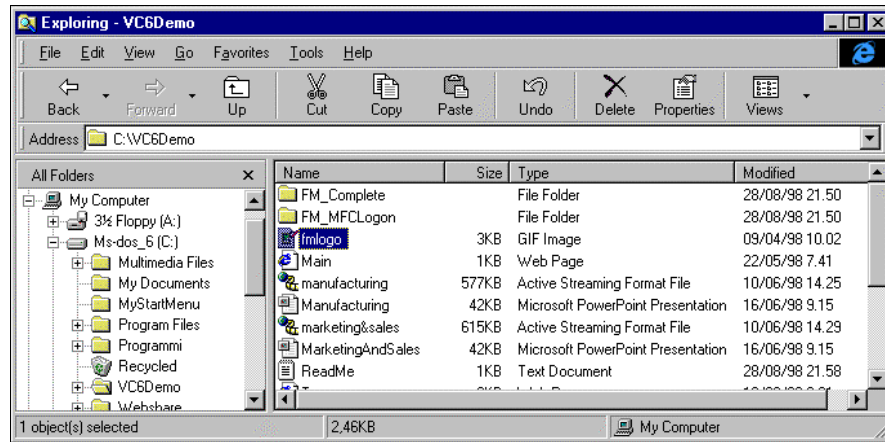 Exploring - VC6Demo
File Edit View Go Favorites Tools Help
Back Forward Up Cut Copy Paste Undo Delete Properties Views
Address C:\VC6Demo
All Folders
My Computer
3½ Floppy (A:)
Ms-dos_6 (C:)
Multimedia Files
My Documents
MyStartMenu
Program Files
Programmi
Recycled
VC6Demo
Webshare
Name Size Type Modified
FM_Complete File Folder 28/08/98 21.50
FM_MFCLogon File Folder 28/08/98 21.50
fmlogo 3KB GIF Image 09/04/98 10.02
Main 1KB Web Page 22/05/98 7.41
manufacturing 577KB Active Streaming Format File 10/06/98 14.25
Manufacturing 42KB Microsoft PowerPoint Presentation 16/06/98 9.15
marketing&sales 615KB Active Streaming Format File 10/06/98 14.29
MarketingAndSales 42KB Microsoft PowerPoint Presentation 16/06/98 9.15
ReadMe 1KB Text Document 28/08/98 21.58
1 object(s) selected 2,46KB My Computer